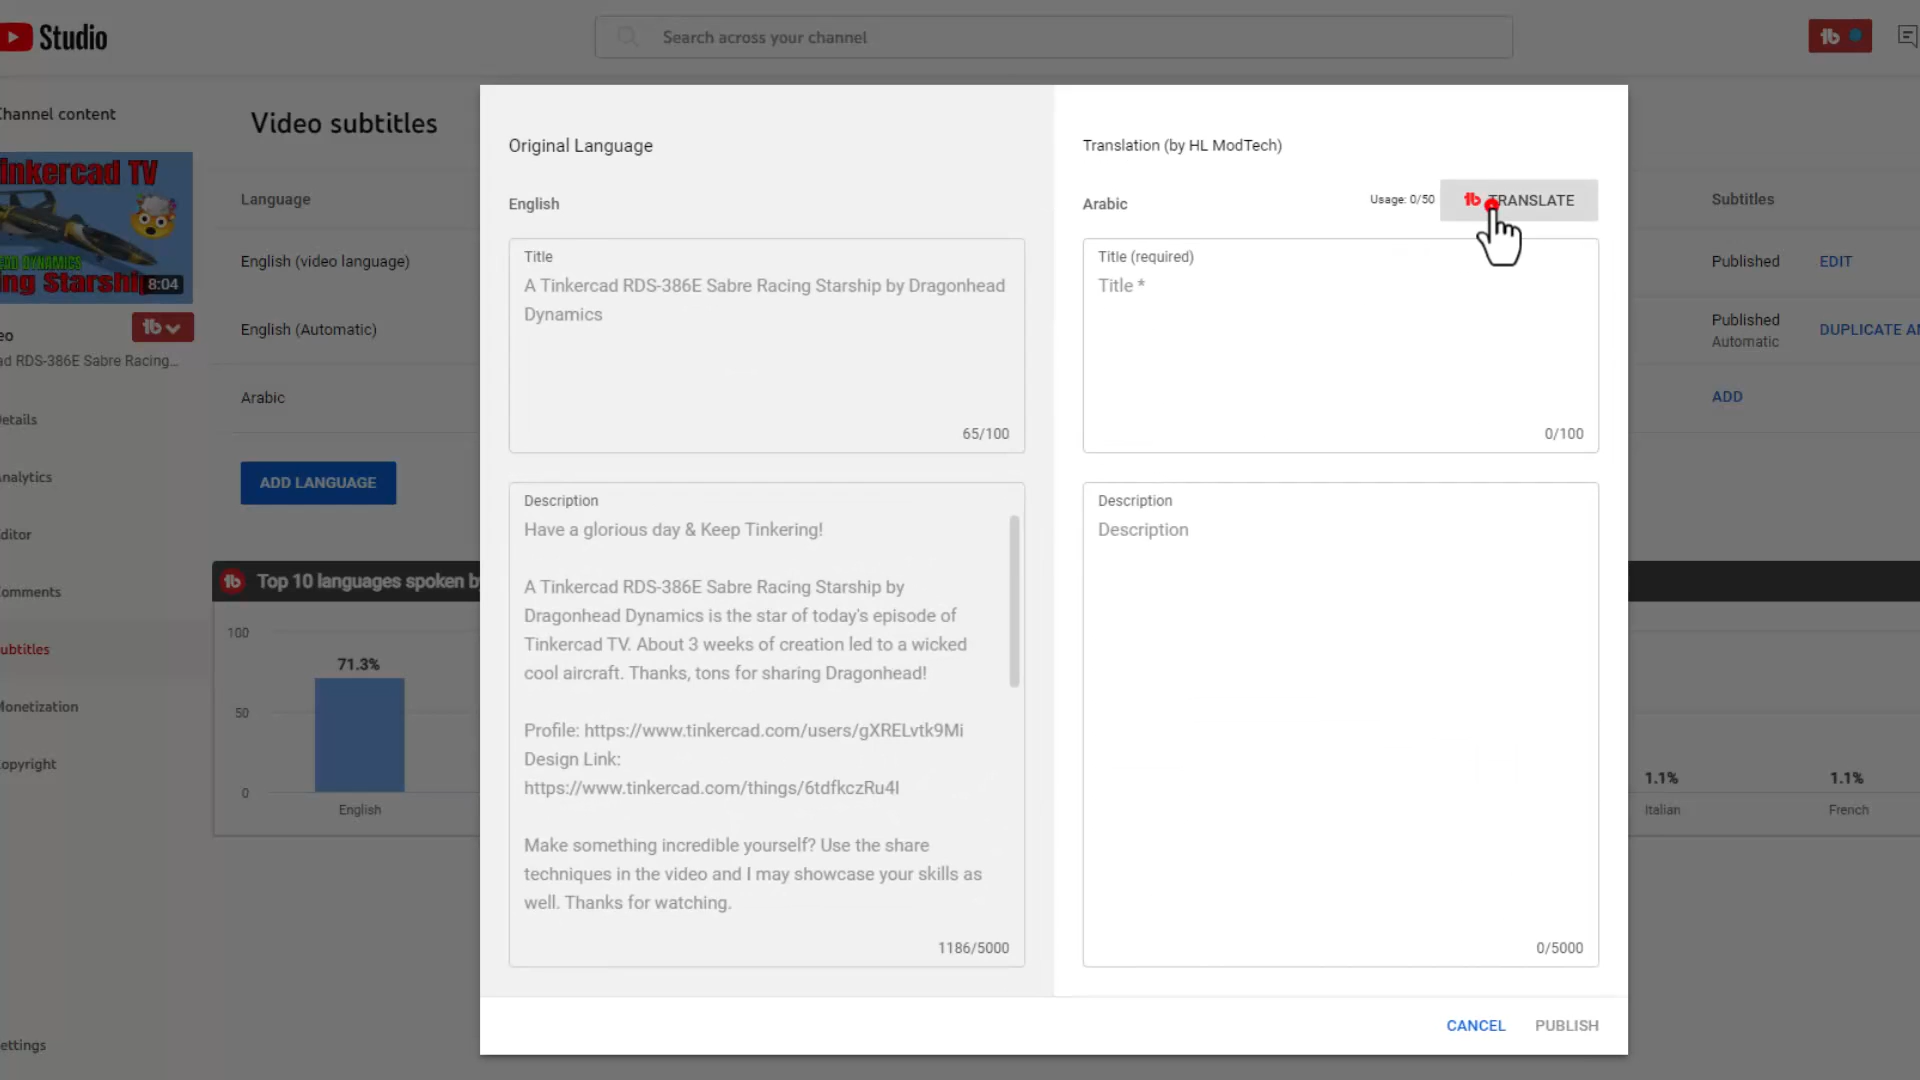 Studio
Search across your channel
Channel content
Tinkercad TV
8:04
ad RDS-386E Sabre Racing...
Details
Analytics
Editor
Comments
Subtitles
Monetization
Copyright
Settings
Video subtitles
Language
English (video language)
English (Automatic)
Arabic
ADD LANGUAGE
Top 10 languages spoken b
100
50
0
71.3%
English
Original Language
English
Title
A Tinkercad RDS-386E Sabre Racing Starship by Dragonhead
Dynamics
65/100
Description
Have a glorious day & Keep Tinkering!
A Tinkercad RDS-386E Sabre Racing Starship by
Dragonhead Dynamics is the star of today's episode of
Tinkercad TV. About 3 weeks of creation led to a wicked
cool aircraft. Thanks, tons for sharing Dragonhead!
Profile: https://www.tinkercad.com/users/gXRELvtk9Mi
Design Link:
https://www.tinkercad.com/things/6tdfkczRu4I
Make something incredible yourself? Use the share
techniques in the video and I may showcase your skills as
well. Thanks for watching.
1186/5000
Translation (by HL ModTech)
Arabic
Usage: 0/50
TRANSLATE
Title (required)
Title *
0/100
Description
Description
0/5000
CANCEL
PUBLISH
Subtitles
Published
EDIT
Published
Automatic
DUPLICATE AN
ADD
1.1%
Italian
1.1%
French